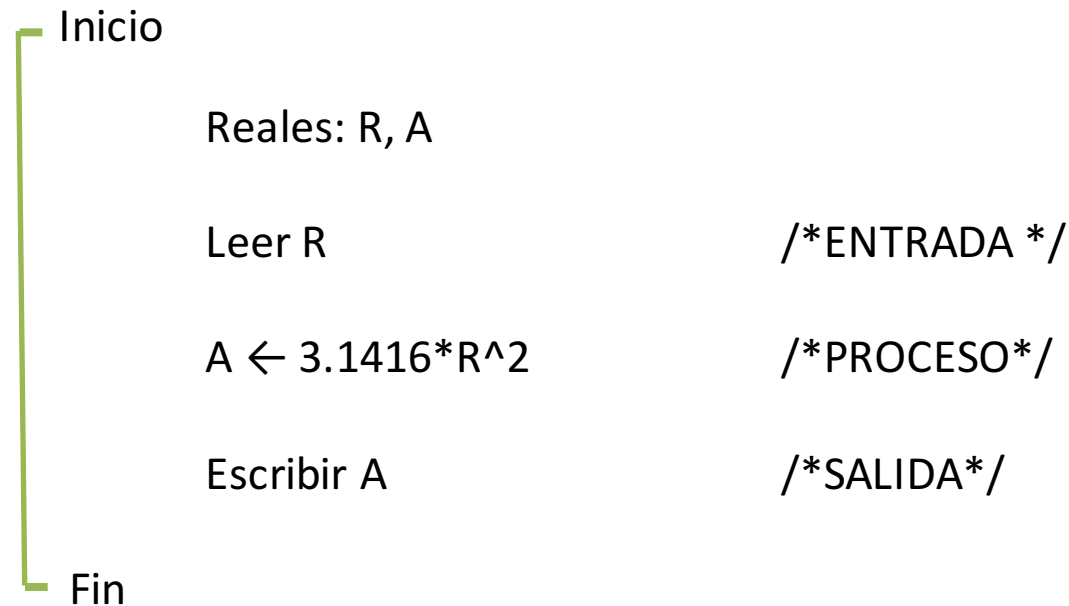 Inicio
Reales: R, A
Leer R /*ENTRADA */
A ← 3.1416*R^2 /*PROCESO*/
Escribir A /*SALIDA*/
Fin